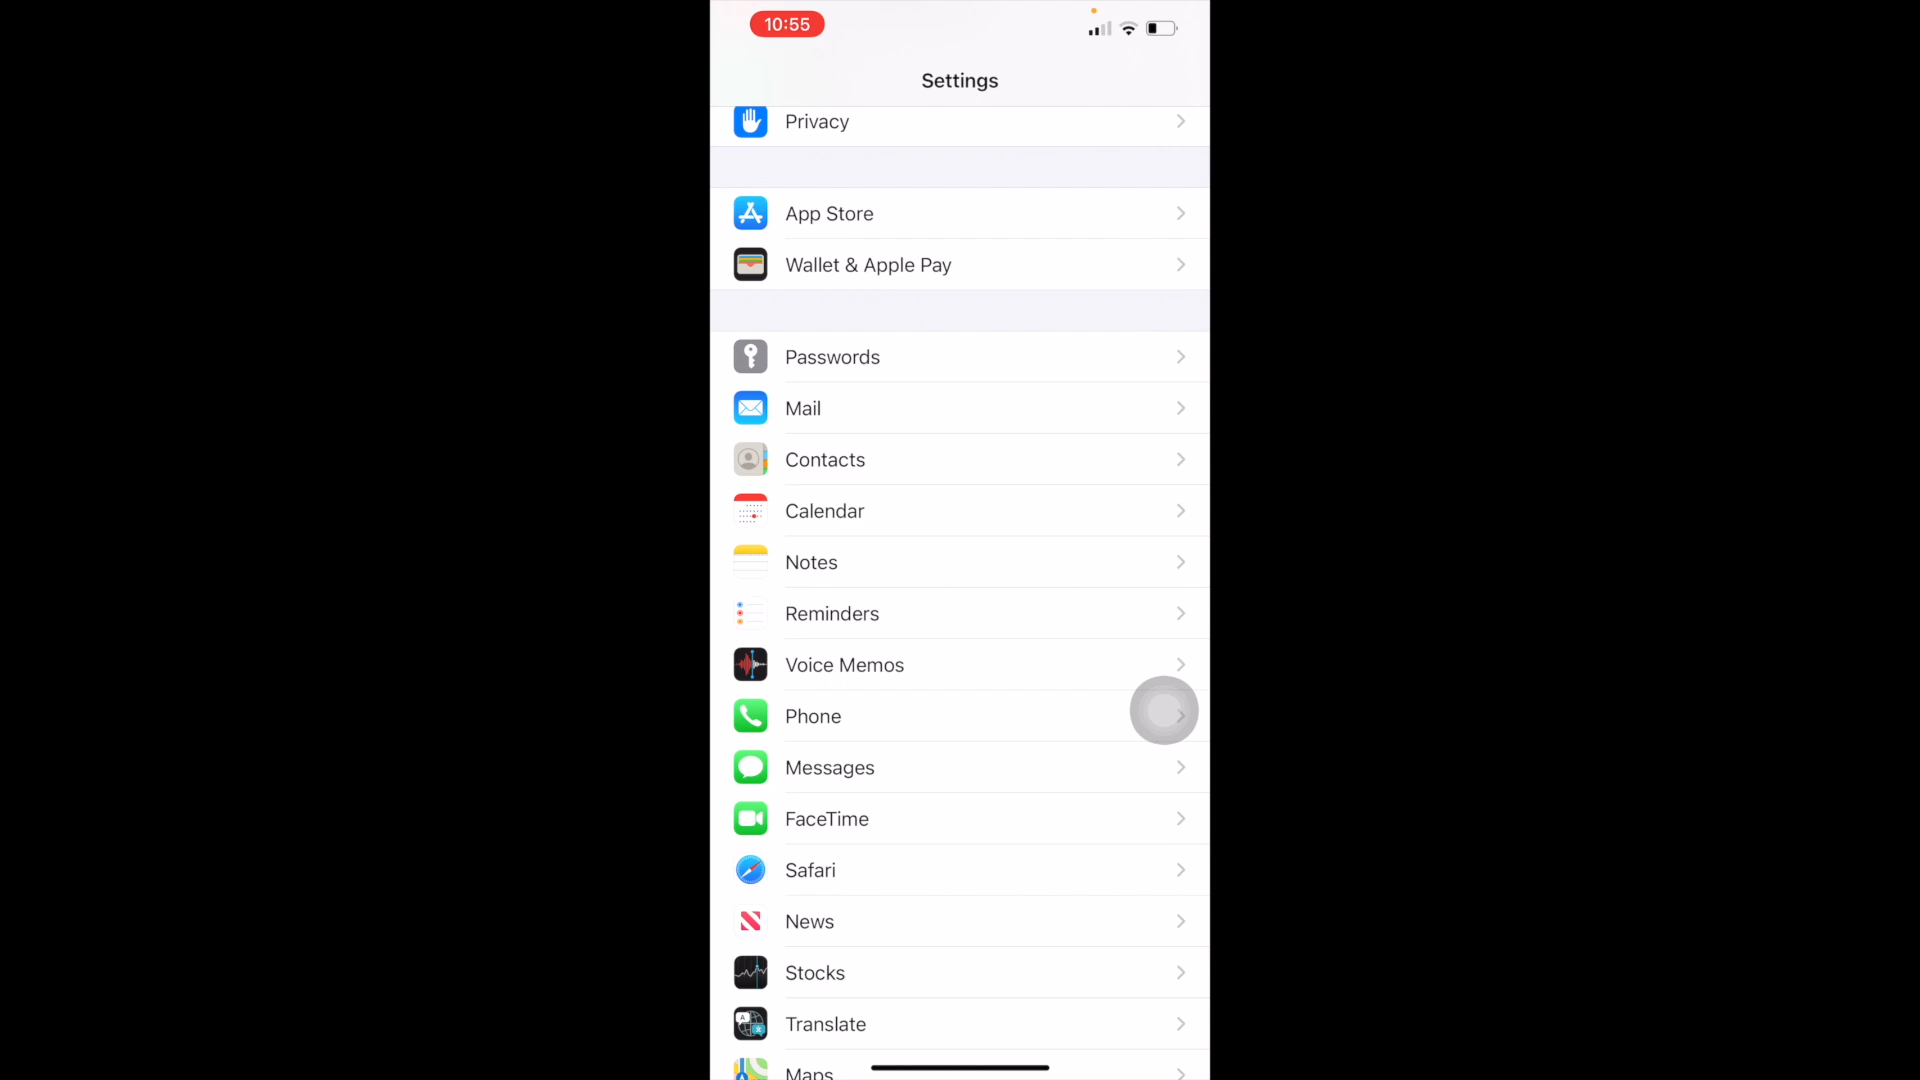 10:55
Settings
Privacy
App Store
Wallet & Apple Pay
Passwords
Mail
Contacts
Calendar
Notes
Reminders
Voice Memos
Phone
Messages
FaceTime
Safari
News
Stocks
Translate
Maps